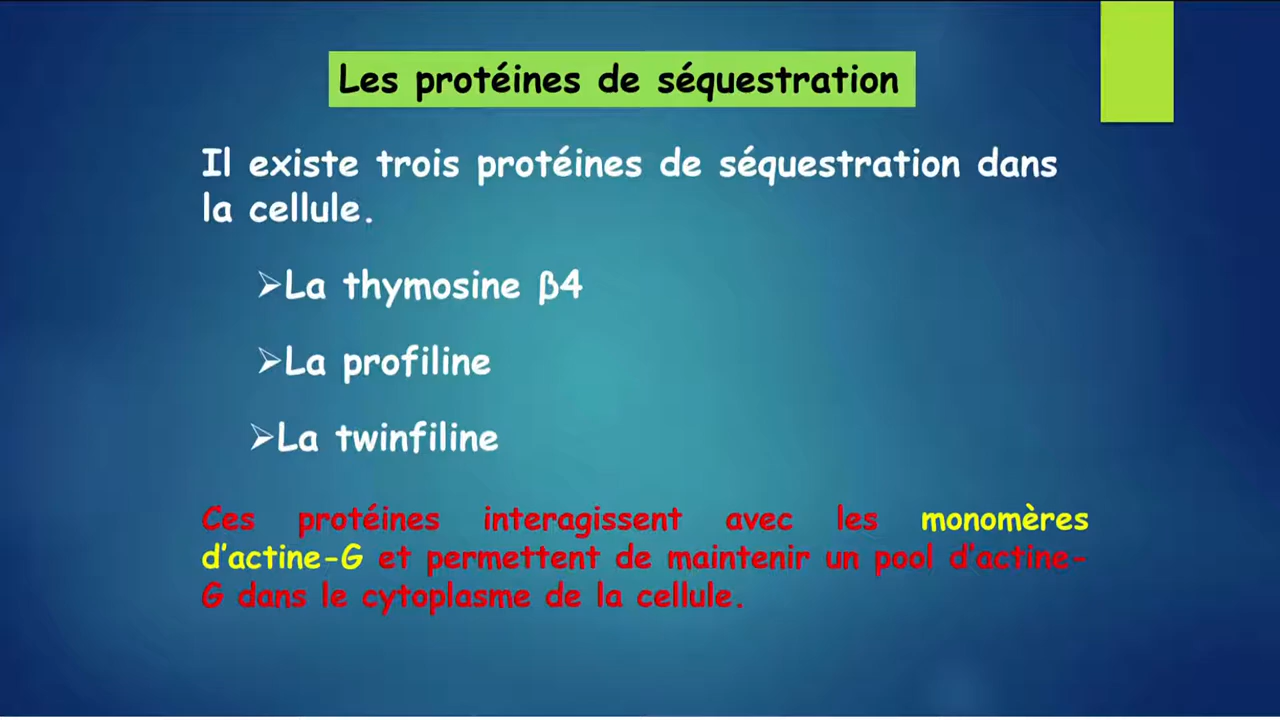 Les protéines de séquestration
Il existe trois protéines de séquestration dans
la cellule.
➢La thymosine β4
➢La profiline
➢La twinfiline
Ces protéines interagissent avec les monomères
d'actine-G et permettent de maintenir un pool d'actine-
G dans le cytoplasme de la cellule.